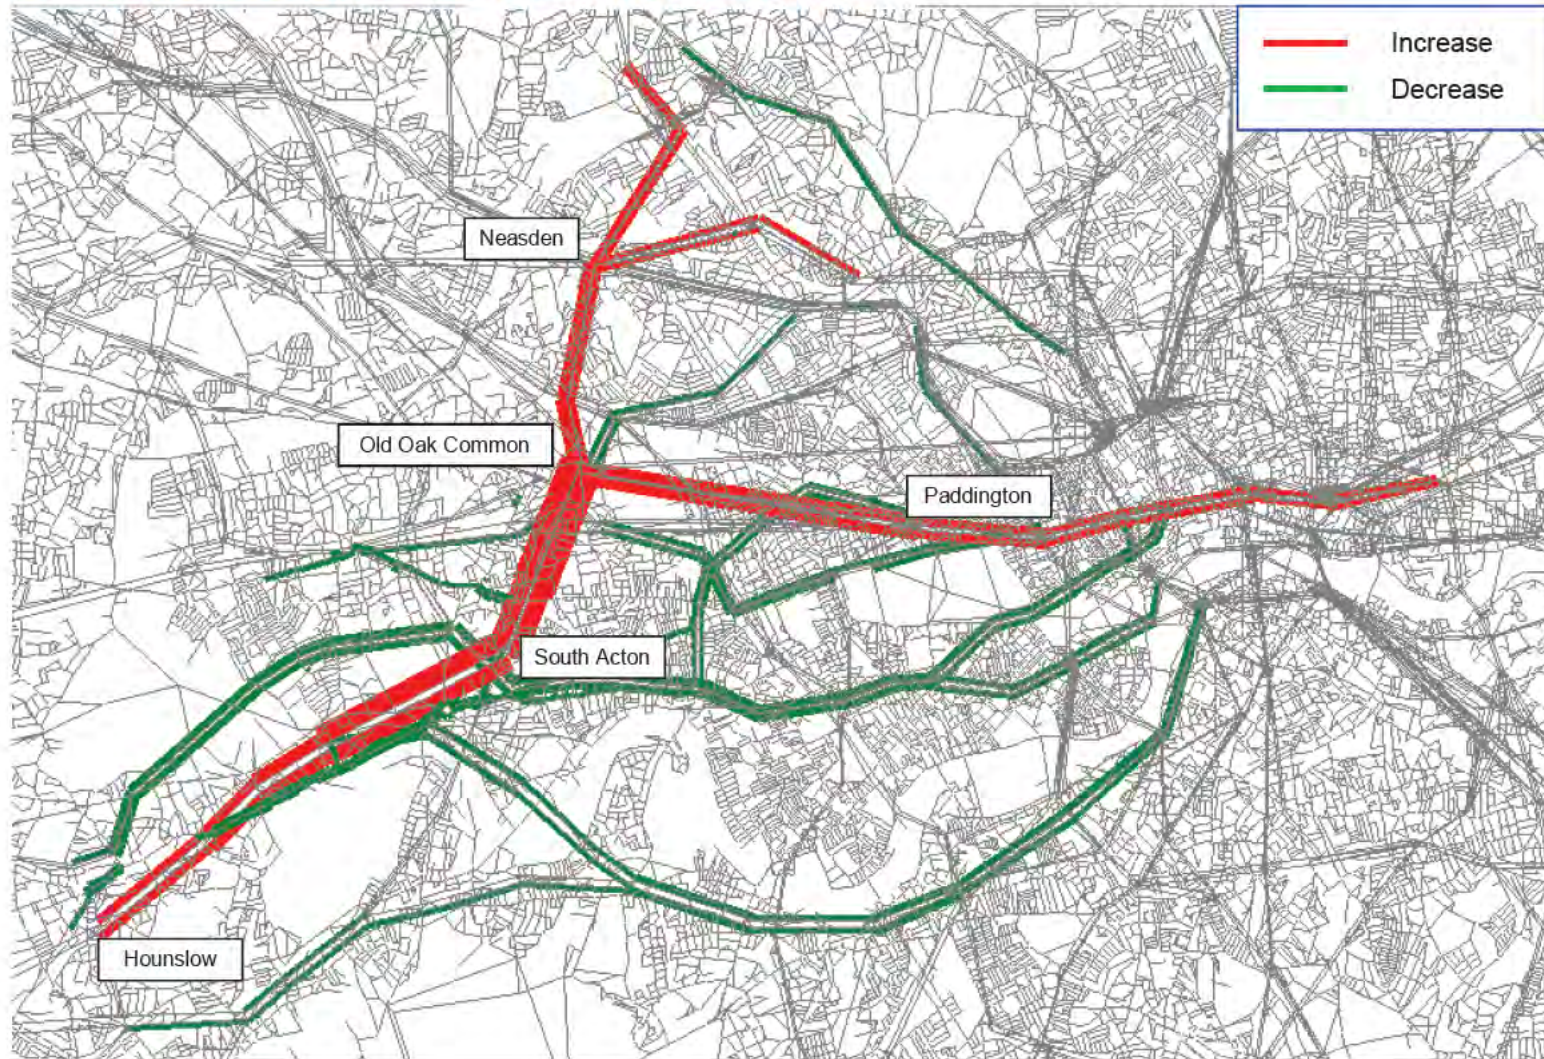 Increase
Decrease
Neasden
Old Oak Common
Paddington
South Acton
Hounslow